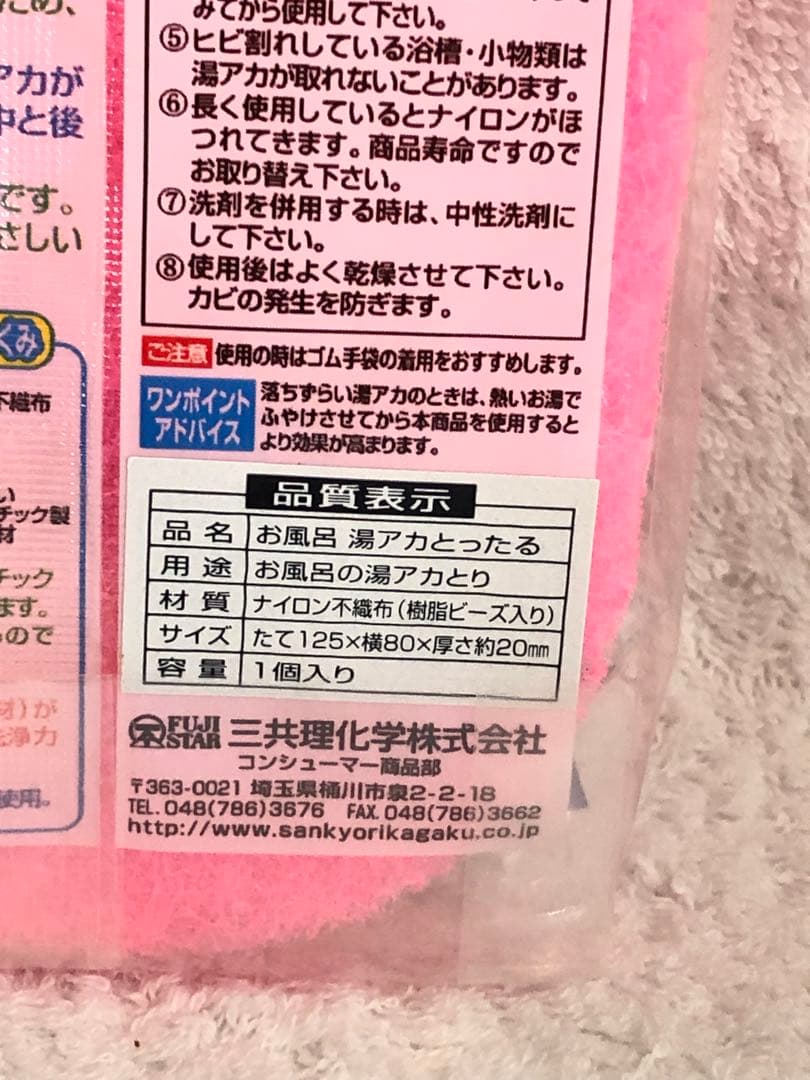 ため、
アカが
中と後
です。
さしい
くみ
不織布
い
チック製
材
チック
ます。
るので
材)が
洗浄力
使用。
みてから使用して下さい。
⑤ヒビ割れしている浴槽・小物類は
湯アカが取れないことがあります。
⑥長く使用しているとナイロンがほ
つれてきます。商品寿命ですので
お取り替え下さい。
⑦洗剤を併用する時は、中性洗剤に
して下さい。
⑧使用後はよく乾燥させて下さい。
カビの発生を防ぎます。
ご注意 使用の時はゴム手袋の着用をおすすめします。
ワンポイント
アドバイス
落ちずらい湯アカのときは、熱いお湯で
ふやけさせてから本商品を使用すると
より効果が高まります。
品質表示
品名 お風呂 湯アカとったる
用途 お風呂の湯アカとり
材質 ナイロン不織布(樹脂ビーズ入り)
サイズ たて125×横80×厚さ約20mm
容量 1個入り
FUJI
STAR
三共理化学株式会社
コンシューマー商品部
〒363-0021 埼玉県桶川市泉2-2-18
TEL.048(786)3676 FAX.048(786)3662
http://www.sankyorikagaku.co.jp